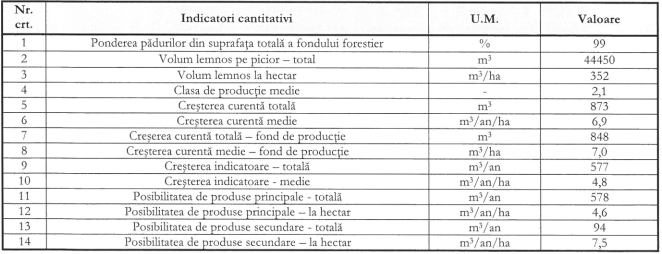 Nr. crt. Indicatori cantitativi U.M. Valoare
1 Ponderea pădurilor din suprafața totală a fondului forestier % 99
2 Volum lemnos pe picior – total m³ 44450
3 Volum lemnos la hectar m³/ha 352
4 Clasa de producție medie - 2,1
5 Creșterea curentă totală m³ 873
6 Creșterea curentă medie m³/an/ha 6,9
7 Creșterea curentă totală – fond de producție m³ 848
8 Creșterea curentă medie – fond de producție m³/ha 7,0
9 Creșterea indicatoare – totală m³/an 577
10 Creșterea indicatoare - medie m³/an/ha 4,8
11 Posibilitatea de produse principale - totală m³/an 578
12 Posibilitatea de produse principale – la hectar m³/an/ha 4,6
13 Posibilitatea de produse secundare - totală m³/an 94
14 Posibilitatea de produse secundare – la hectar m³/an/ha 7,5